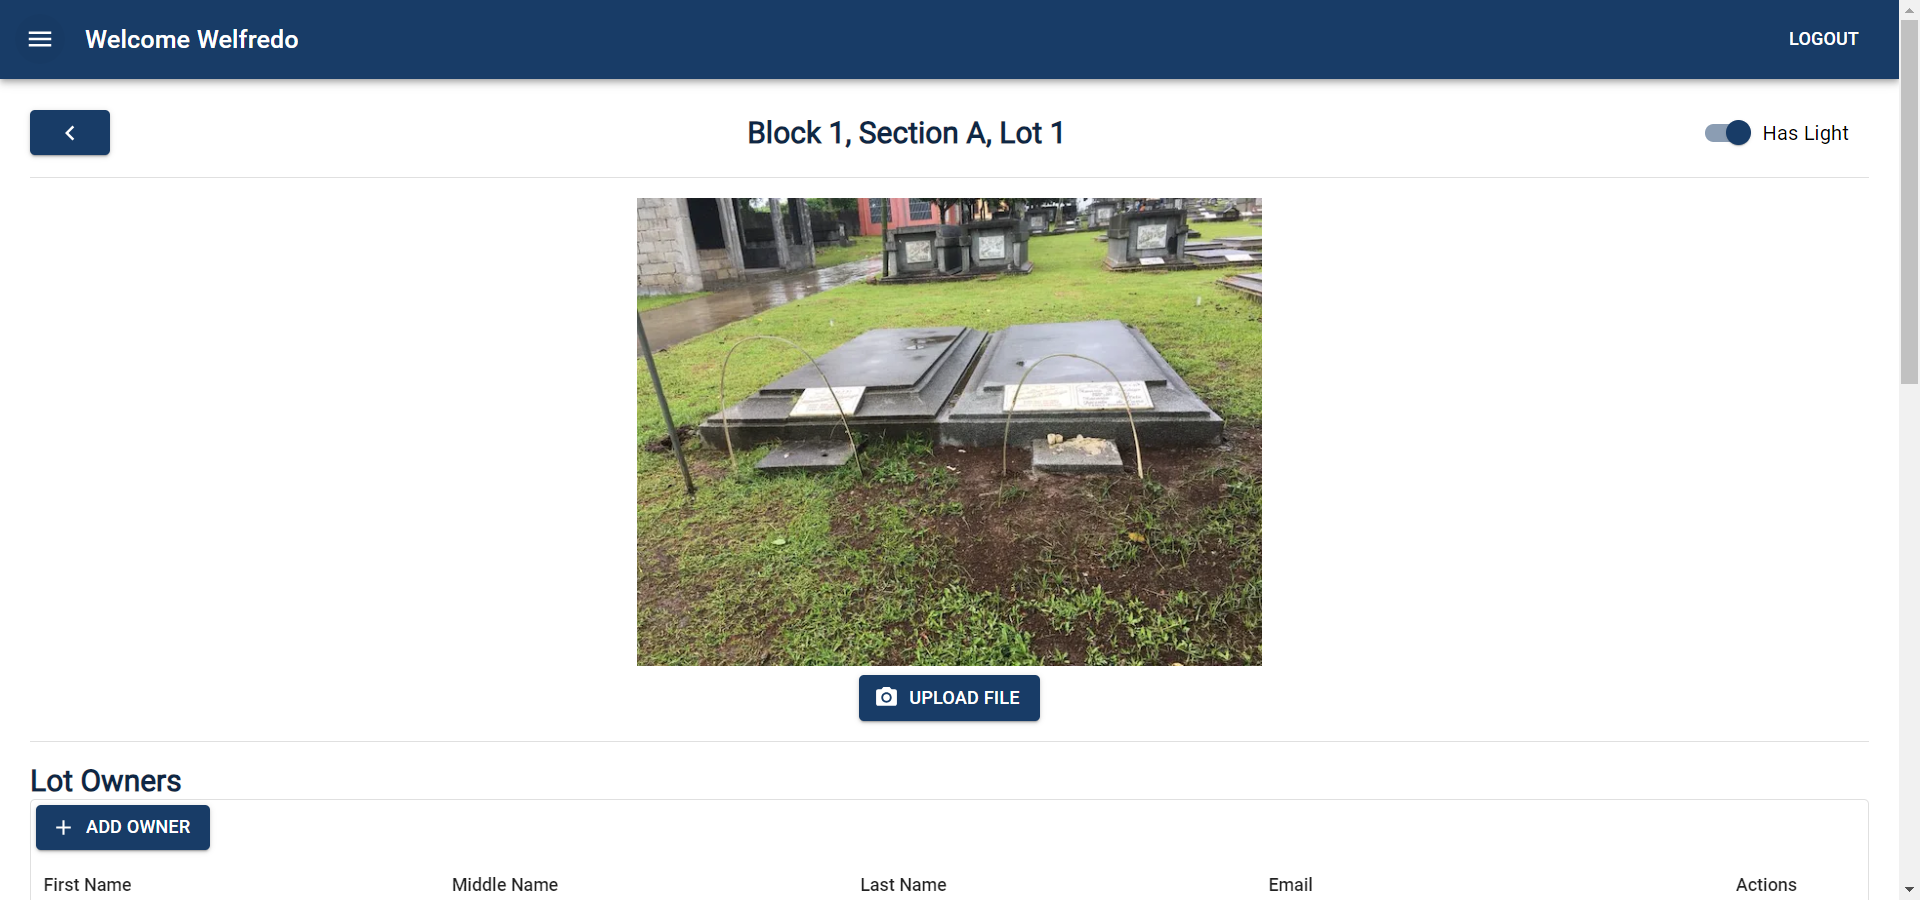 Welcome Welfredo
LOGOUT
Block 1, Section A, Lot 1
Has Light
UPLOAD FILE
Lot Owners
ADD OWNER
First Name
Middle Name
Last Name
Email
Actions